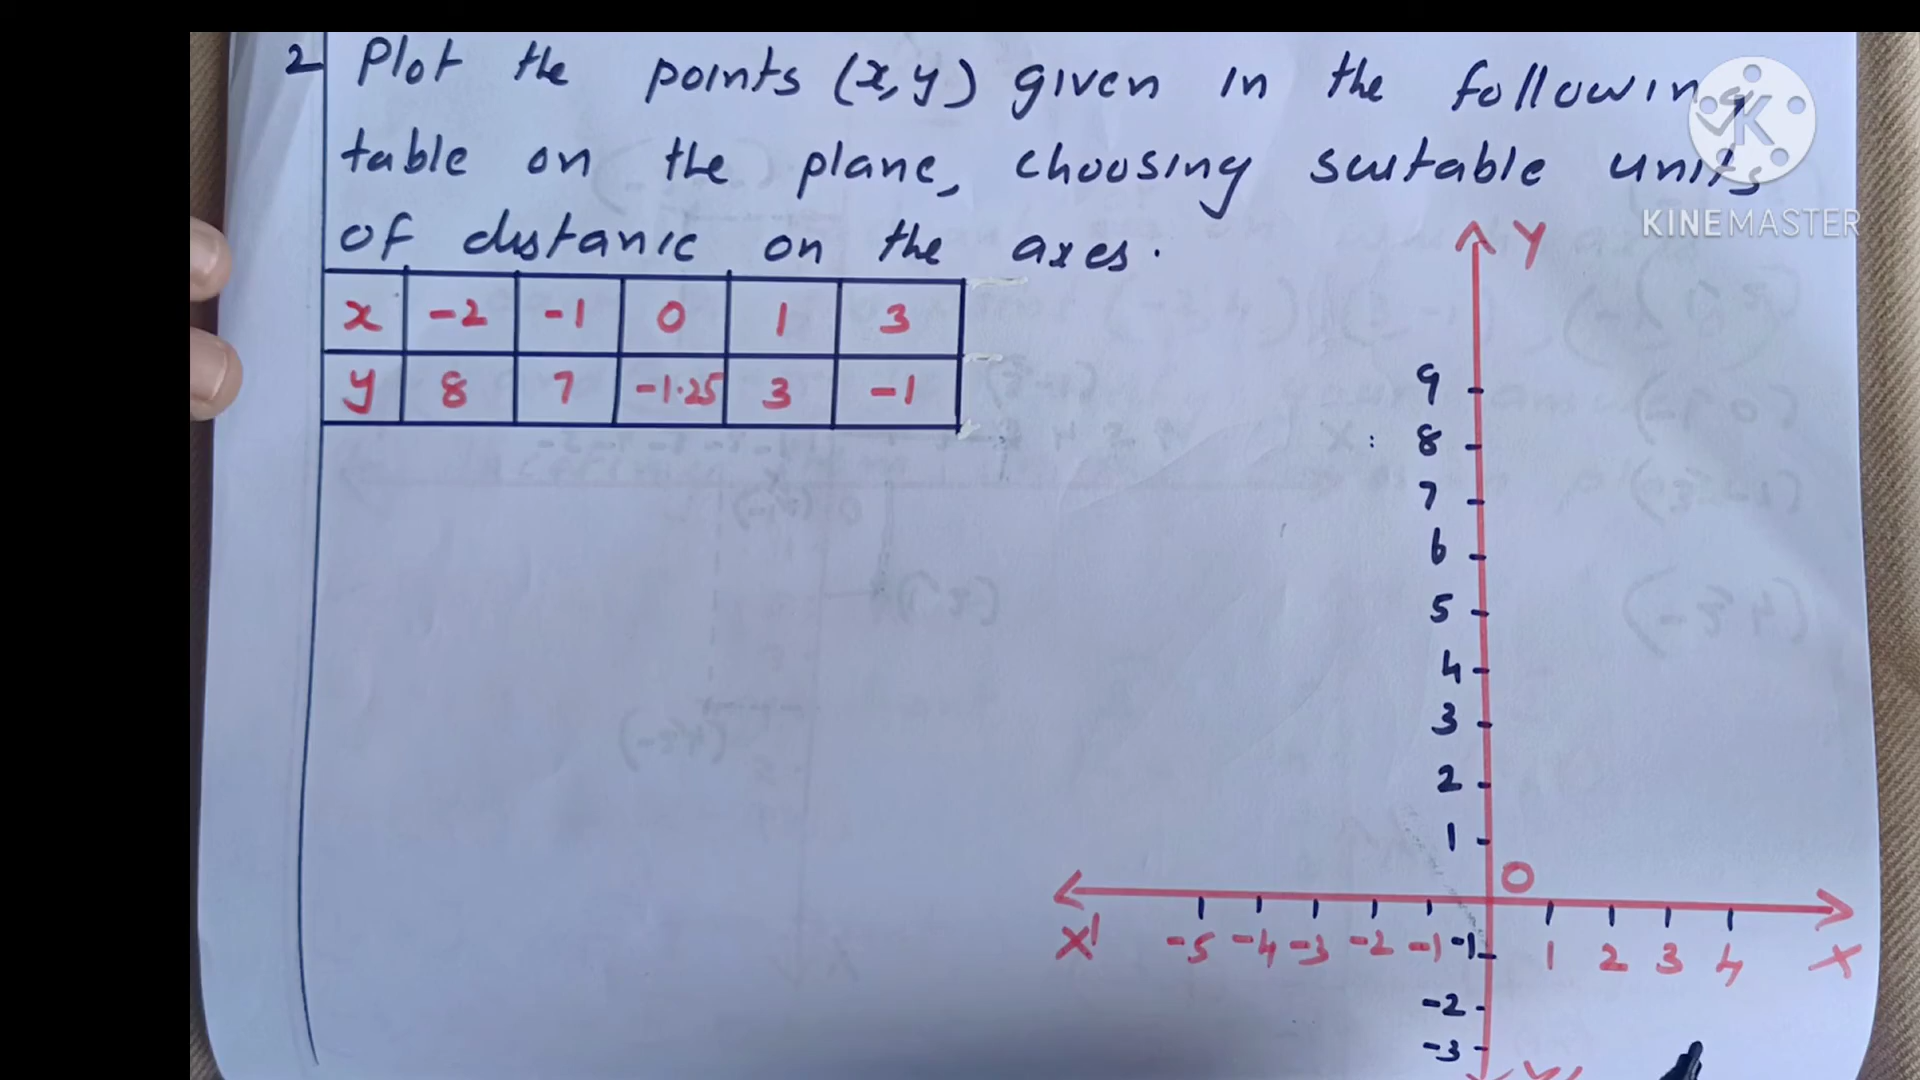 2 Plot the points (x, y) given in the following
table on the plane, choosing suitable units
of distanic on the axes.
x -2 -1 0 1 3
y 8 7 -1.25 3 -1
KINEMASTER
Y
9
8
7
6
5
4
3
2
1
O
X' -5 -4 -3 -2 -1 -1 1 2 3 4 X
-2
-3